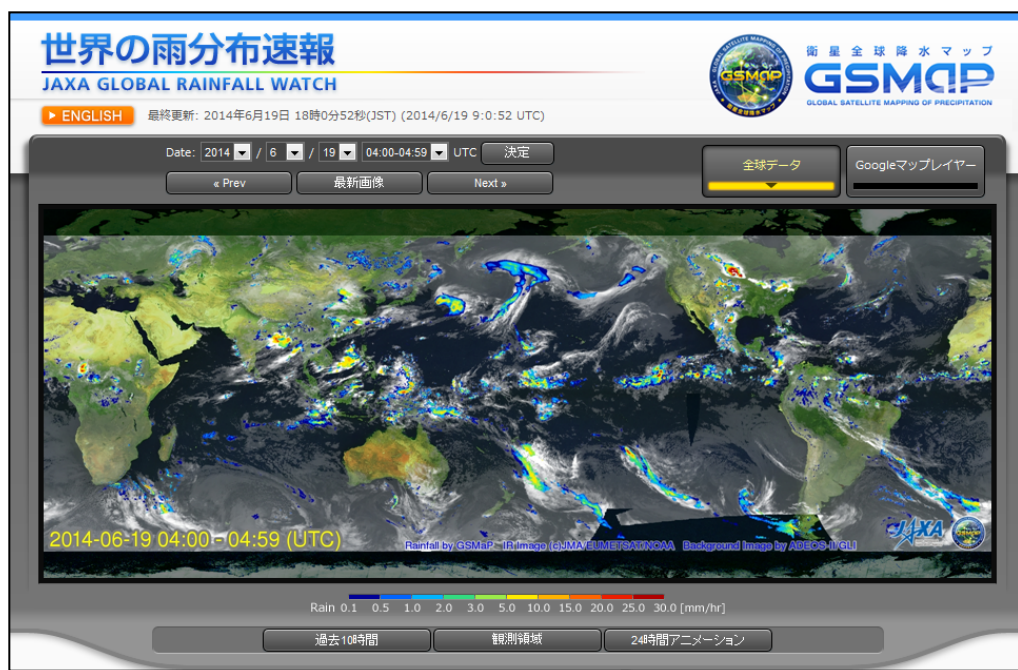 世界の雨分布速報
JAXA GLOBAL RAINFALL WATCH
衛星全球降水マップ
GSMaP
GLOBAL SATELLITE MAPPING OF PRECIPITATION
GSMaP
ENGLISH 最終更新: 2014年6月19日 18時0分52秒(JST) (2014/6/19 9:0:52 UTC)
Date: 2014 / 6 / 19 04:00-04:59 UTC 決定
« Prev 最新画像 Next »
全球データ Googleマップレイヤー
2014-06-19 04:00 - 04:59 (UTC)
Rainfall by GSMaP IR Image (c)JMA/EUMETSAT/NOAA Background Image by ADEOS-II/GLI
JAXA
Rain 0.1 0.5 1.0 2.0 3.0 5.0 10.0 15.0 20.0 25.0 30.0 [mm/hr]
過去10時間 観測領域 24時間アニメーション